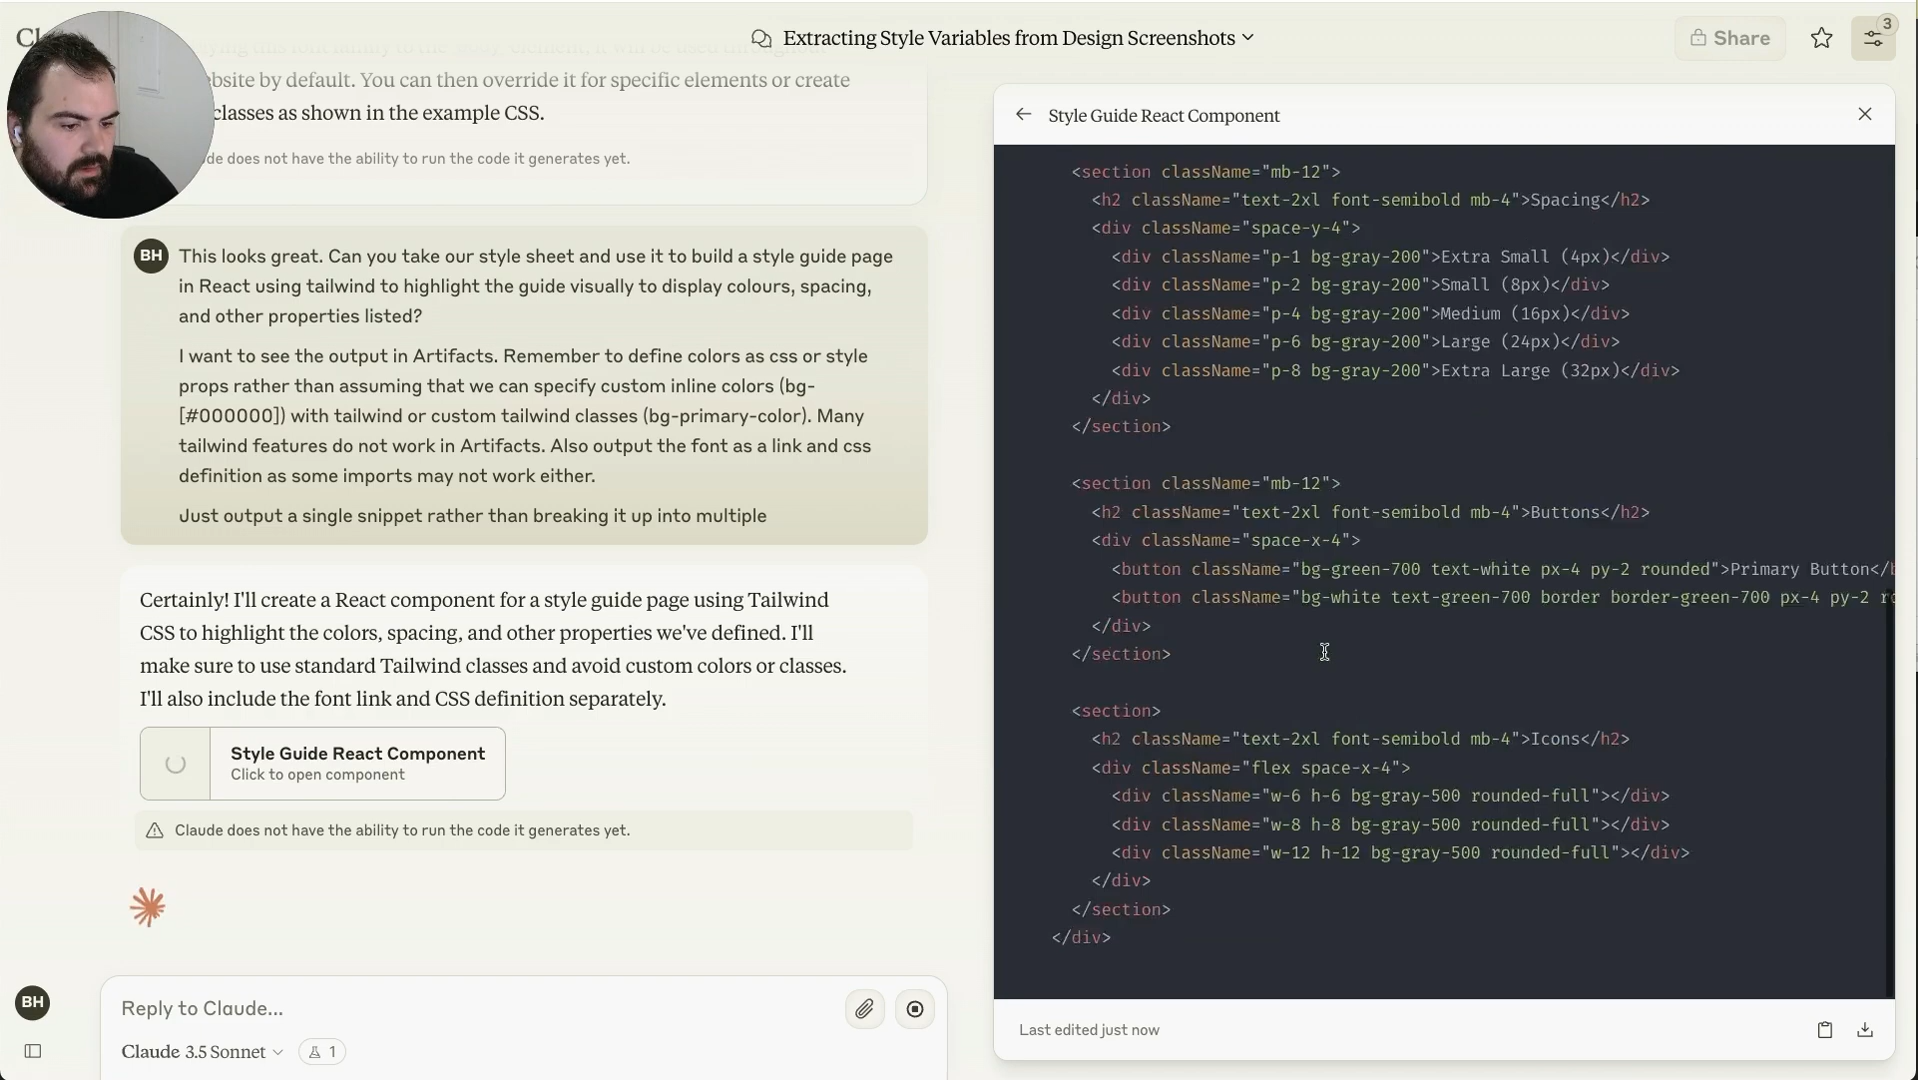 Extracting Style Variables from Design Screenshots
Share
3
bsite by default. You can then override it for specific elements or create
classes as shown in the example CSS.
de does not have the ability to run the code it generates yet.
BH
This looks great. Can you take our style sheet and use it to build a style guide page
in React using tailwind to highlight the guide visually to display colours, spacing,
and other properties listed?
I want to see the output in Artifacts. Remember to define colors as css or style
props rather than assuming that we can specify custom inline colors (bg-
[#000000]) with tailwind or custom tailwind classes (bg-primary-color). Many
tailwind features do not work in Artifacts. Also output the font as a link and css
definition as some imports may not work either.
Just output a single snippet rather than breaking it up into multiple
Certainly! I'll create a React component for a style guide page using Tailwind
CSS to highlight the colors, spacing, and other properties we've defined. I'll
make sure to use standard Tailwind classes and avoid custom colors or classes.
I'll also include the font link and CSS definition separately.
Style Guide React Component
Click to open component
Claude does not have the ability to run the code it generates yet.
BH
Reply to Claude...
Claude 3.5 Sonnet
1
Style Guide React Component
<section className="mb-12">
<h2 className="text-2xl font-semibold mb-4">Spacing</h2>
<div className="space-y-4">
<div className="p-1 bg-gray-200">Extra Small (4px)</div>
<div className="p-2 bg-gray-200">Small (8px)</div>
<div className="p-4 bg-gray-200">Medium (16px)</div>
<div className="p-6 bg-gray-200">Large (24px)</div>
<div className="p-8 bg-gray-200">Extra Large (32px)</div>
</div>
</section>
<section className="mb-12">
<h2 className="text-2xl font-semibold mb-4">Buttons</h2>
<div className="space-x-4">
<button className="bg-green-700 text-white px-4 py-2 rounded">Primary Button</b
<button className="bg-white text-green-700 border border-green-700 px-4 py-2 ro
</div>
</section>
<section>
<h2 className="text-2xl font-semibold mb-4">Icons</h2>
<div className="flex space-x-4">
<div className="w-6 h-6 bg-gray-500 rounded-full"></div>
<div className="w-8 h-8 bg-gray-500 rounded-full"></div>
<div className="w-12 h-12 bg-gray-500 rounded-full"></div>
</div>
</section>
</div>
Last edited just now